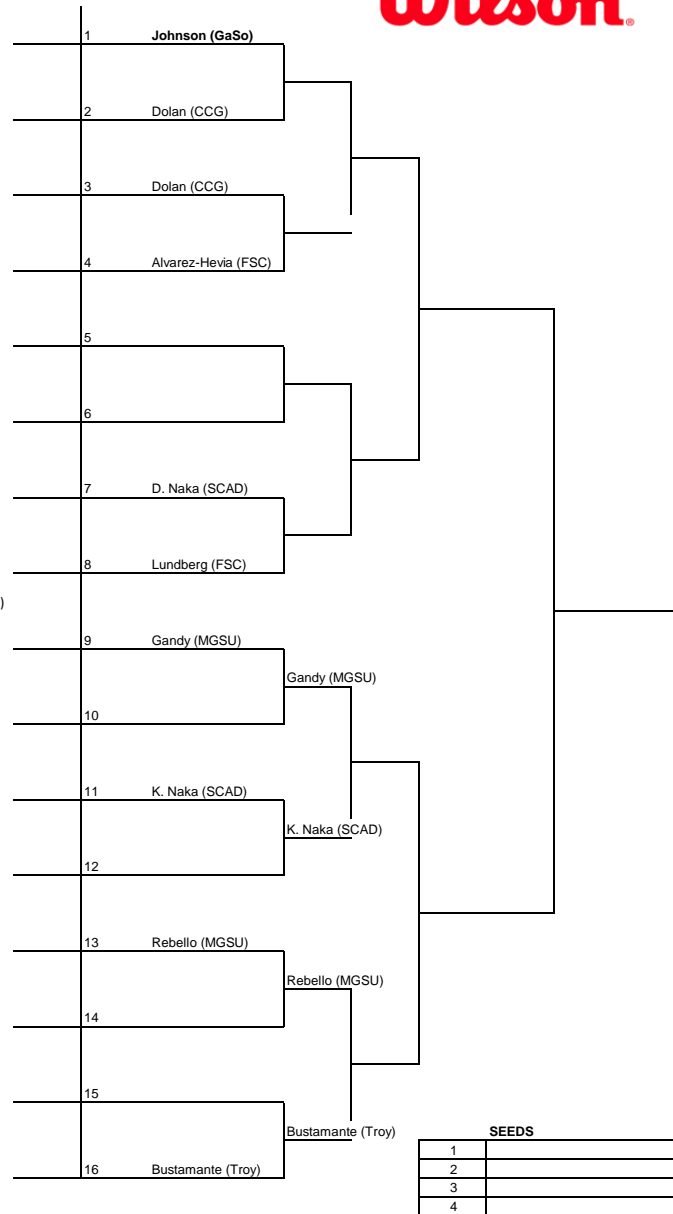 Wilson®
1 Johnson (GaSo)
2 Dolan (CCG)
3 Dolan (CCG)
4 Alvarez-Hevia (FSC)
5
6
7 D. Naka (SCAD)
8 Lundberg (FSC)
)
9 Gandy (MGSU)
Gandy (MGSU)
10
11 K. Naka (SCAD)
K. Naka (SCAD)
12
13 Rebello (MGSU)
Rebello (MGSU)
14
15
Bustamante (Troy)
16 Bustamante (Troy)
SEEDS
1
2
3
4